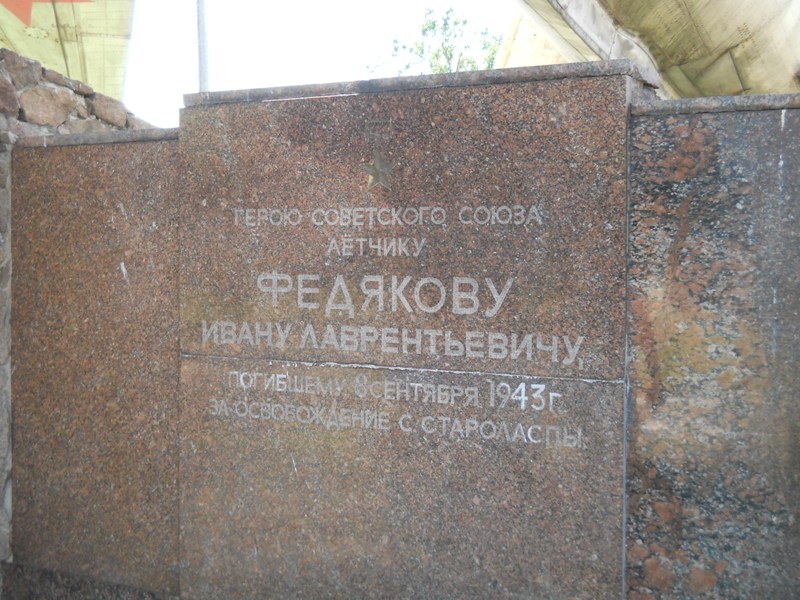 ГЕРОЮ СОВЕТСКОГО СОЮЗА
ЛЁТЧИКУ
ФЕДЯКОВУ
ИВАНУ ЛАВРЕНТЬЕВИЧУ,
ПОГИБШЕМУ 8 СЕНТЯБРЯ 1943 Г.
ЗА ОСВОБОЖДЕНИЕ С. СТАРОЛАСПЫ